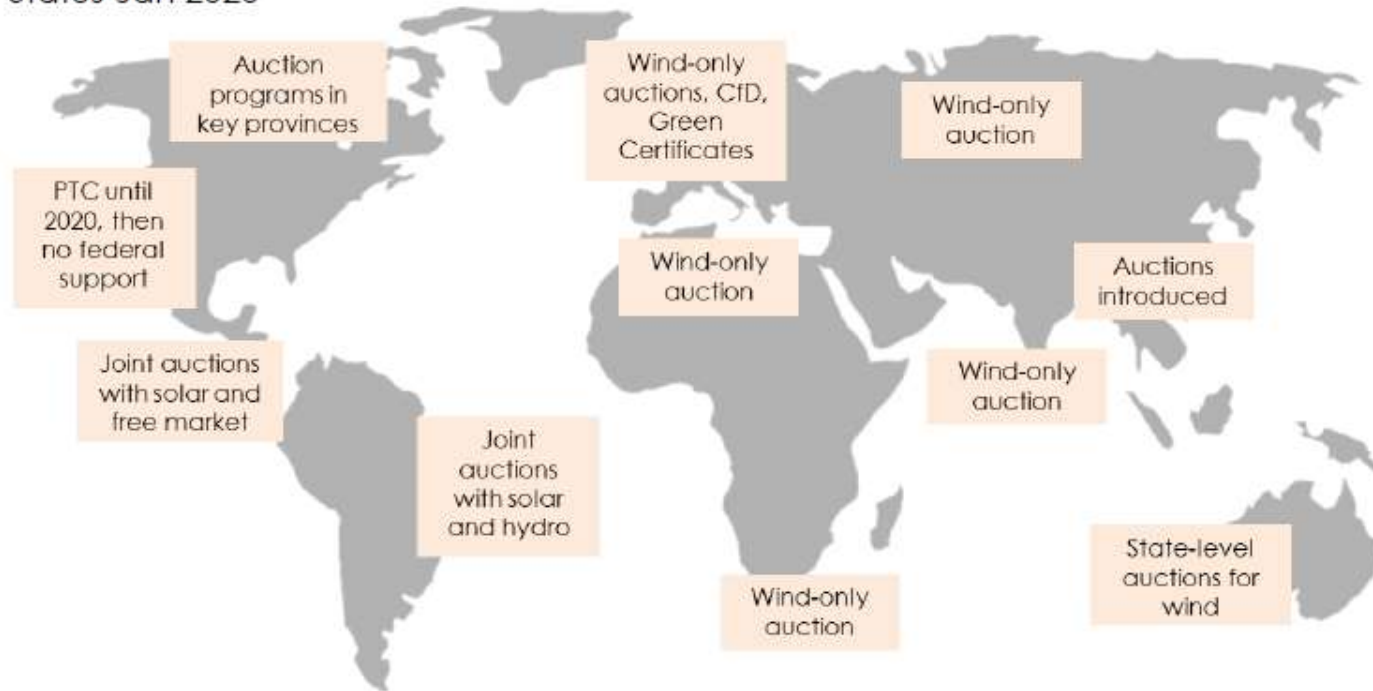 Auction
programs in
key provinces
Wind-only
auctions, CfD,
Green
Certificates
Wind-only
auction
PTC until
2020, then
no federal
support
Wind-only
auction
Auctions
introduced
Joint auctions
with solar and
free market
Wind-only
auction
Joint
auctions
with solar
and hydro
State-level
auctions for
wind
Wind-only
auction